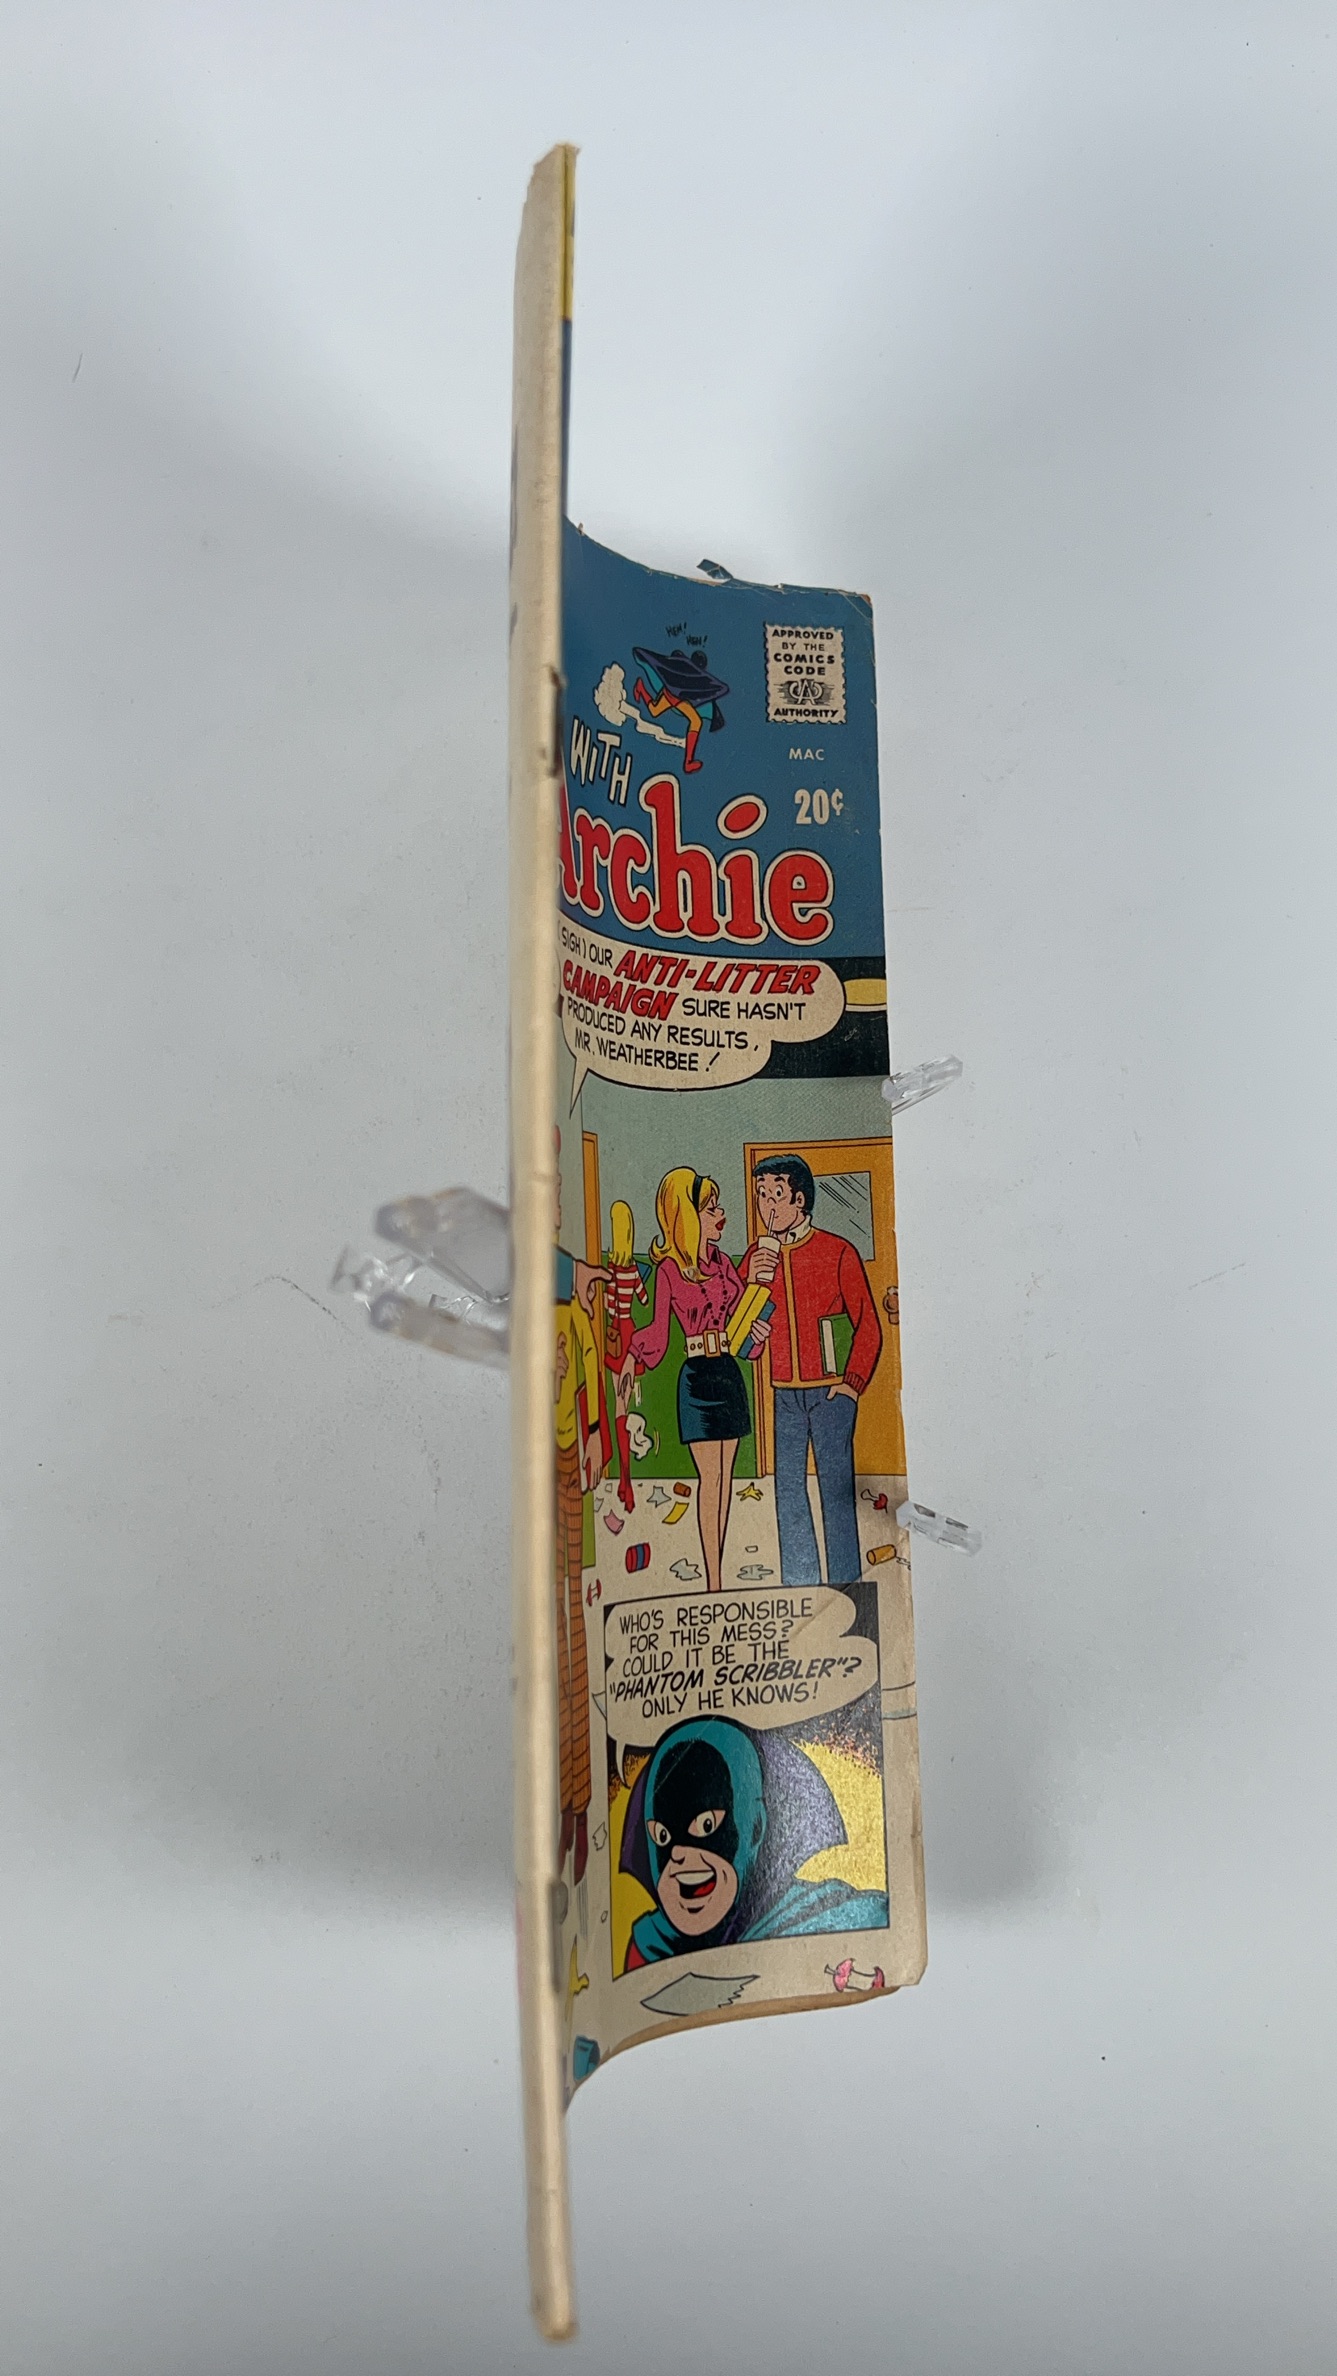 HEH!
HEH!
APPROVED
BY THE
COMICS
CODE
CA
AUTHORITY
MAC
20¢
WITH
Archie
(SIGH) OUR ANTI-LITTER
CAMPAIGN SURE HASN'T
PRODUCED ANY RESULTS,
MR. WEATHERBEE!
WHO'S RESPONSIBLE
FOR THIS MESS?
COULD IT BE THE
"PHANTOM SCRIBBLER"?
ONLY HE KNOWS!